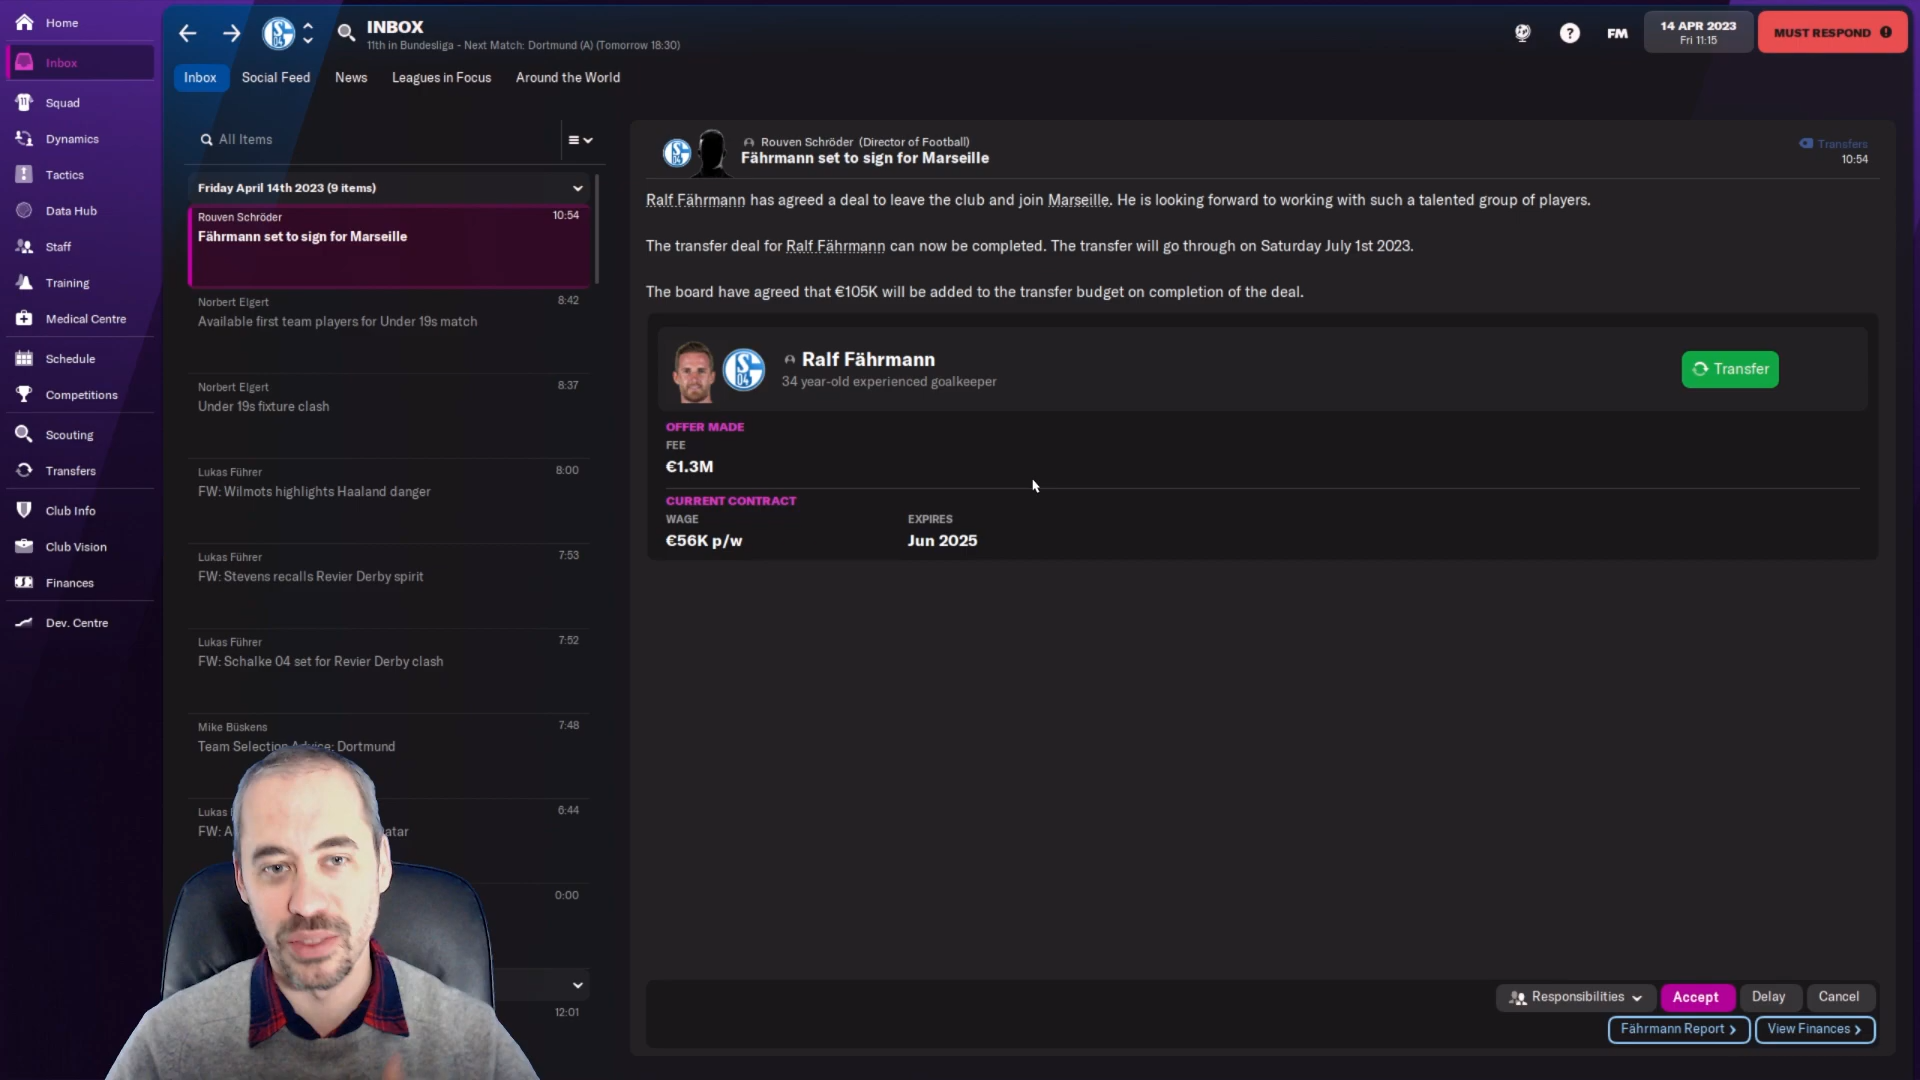 Home
Inbox
Squad
Dynamics
Tactics
Data Hub
Staff
Training
Medical Centre
Schedule
Competitions
Scouting
Transfers
Club Info
Club Vision
Finances
Dev. Centre
INBOX
11th in Bundesliga - Next Match: Dortmund (A) (Tomorrow 18:30)
FM
14 APR 2023
Fri 11:15
MUST RESPOND
Inbox Social Feed News Leagues in Focus Around the World
All Items
Friday April 14th 2023 (9 items)
Rouven Schröder 10:54
Fährmann set to sign for Marseille
Norbert Elgert 8:42
Available first team players for Under 19s match
Norbert Elgert 8:37
Under 19s fixture clash
Lukas Führer 8:00
FW: Wilmots highlights Haaland danger
Lukas Führer 7:53
FW: Stevens recalls Revier Derby spirit
Lukas Führer 7:52
FW: Schalke 04 set for Revier Derby clash
Mike Büskens 7:48
Team Selection Advice: Dortmund
Lukas 6:44
FW:
0:00
12:01
Rouven Schröder (Director of Football)
Fährmann set to sign for Marseille
Transfers
10:54
Ralf Fährmann has agreed a deal to leave the club and join Marseille. He is looking forward to working with such a talented group of players.
The transfer deal for Ralf Fährmann can now be completed. The transfer will go through on Saturday July 1st 2023.
The board have agreed that €105K will be added to the transfer budget on completion of the deal.
Ralf Fährmann
34 year-old experienced goalkeeper
Transfer
OFFER MADE
FEE
€1.3M
CURRENT CONTRACT
WAGE EXPIRES
€56K p/w Jun 2025
Responsibilities Accept Delay Cancel
Fährmann Report > View Finances >